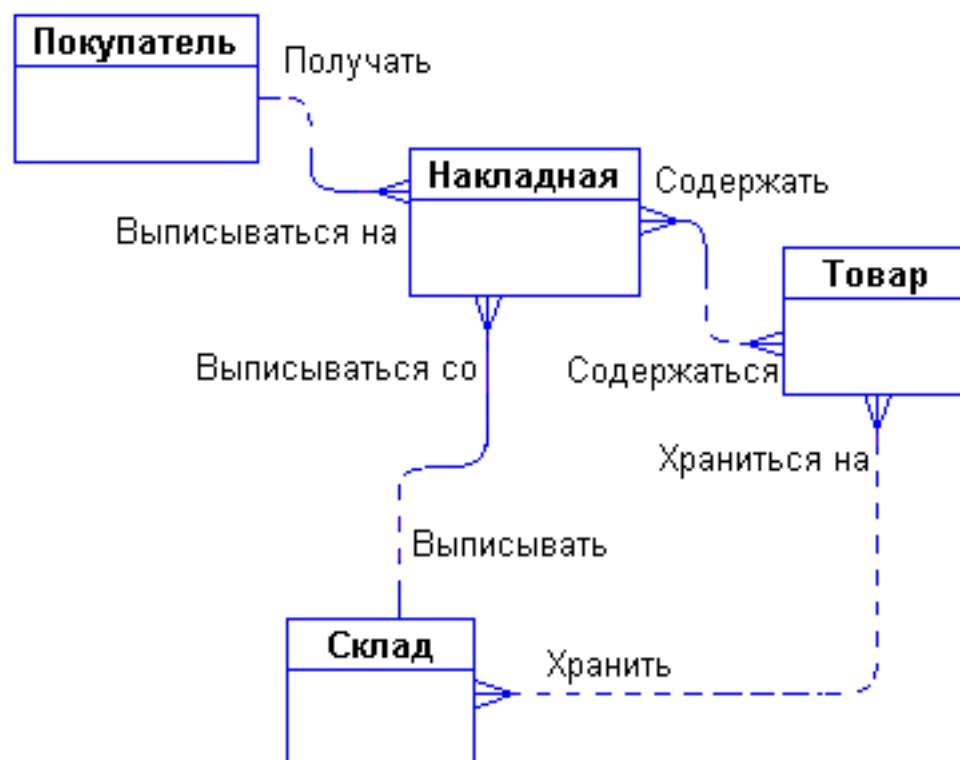 Покупатель
Получать
Накладная
Содержать
Выписываться на
Товар
Выписываться со
Содержаться
Храниться на
Выписывать
Склад
Хранить